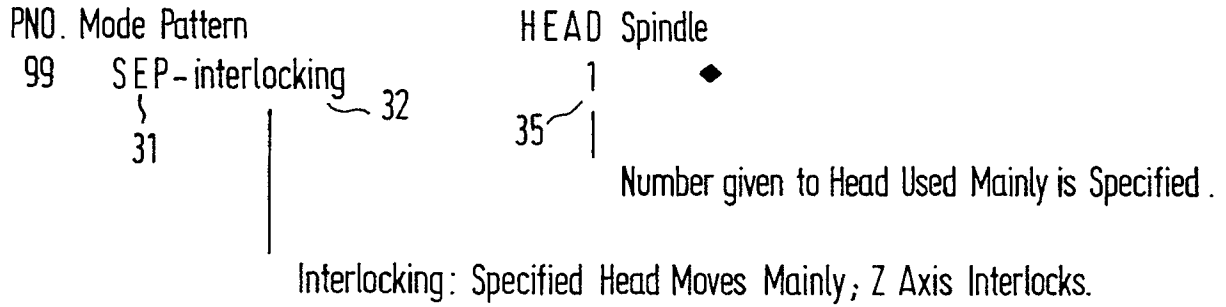 PNO. Mode Pattern HEAD Spindle
99 SEP-interlocking 1 ◆
31 32 35
Number given to Head Used Mainly is Specified.
Interlocking: Specified Head Moves Mainly; Z Axis Interlocks.